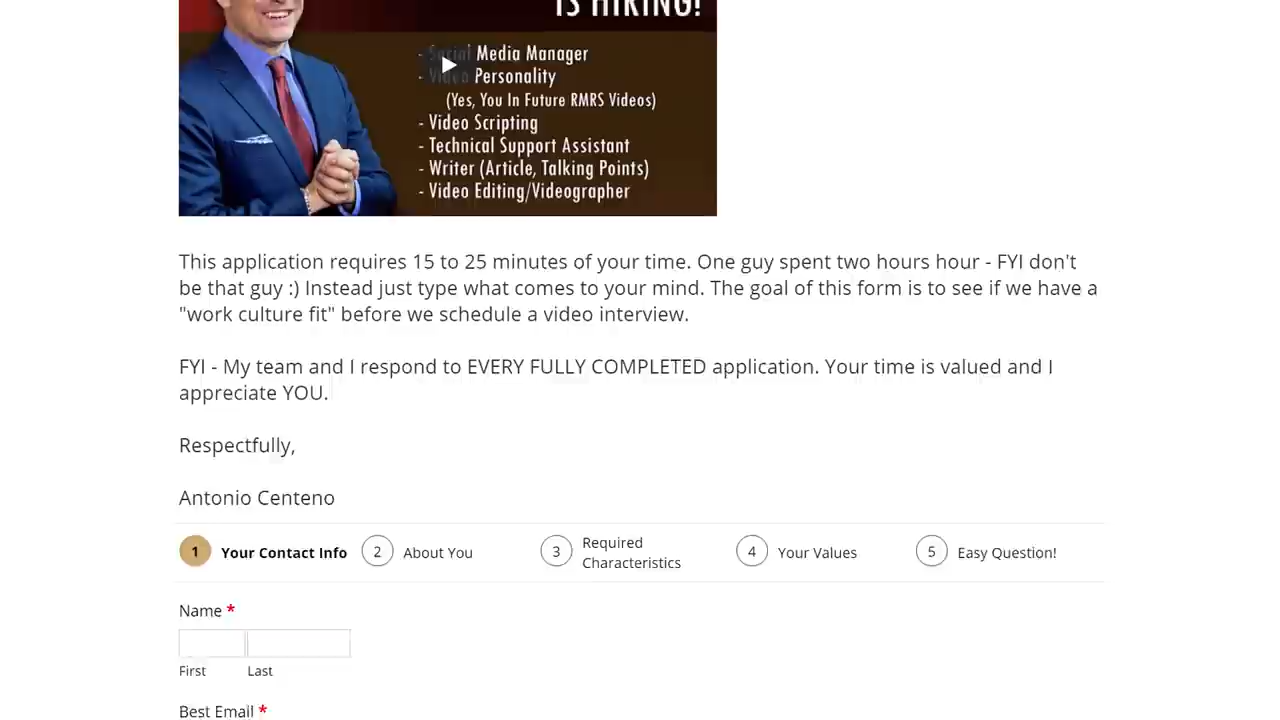 IS HIRING!
- Social Media Manager
- Video Personality
(Yes, You In Future RMRS Videos)
- Video Scripting
- Technical Support Assistant
- Writer (Article, Talking Points)
- Video Editing/Videographer
This application requires 15 to 25 minutes of your time. One guy spent two hours hour - FYI don't
be that guy :) Instead just type what comes to your mind. The goal of this form is to see if we have a
"work culture fit" before we schedule a video interview.
FYI - My team and I respond to EVERY FULLY COMPLETED application. Your time is valued and I
appreciate YOU.
Respectfully,
Antonio Centeno
1 Your Contact Info 2 About You 3 Required Characteristics 4 Your Values 5 Easy Question!
Name *
First Last
Best Email *